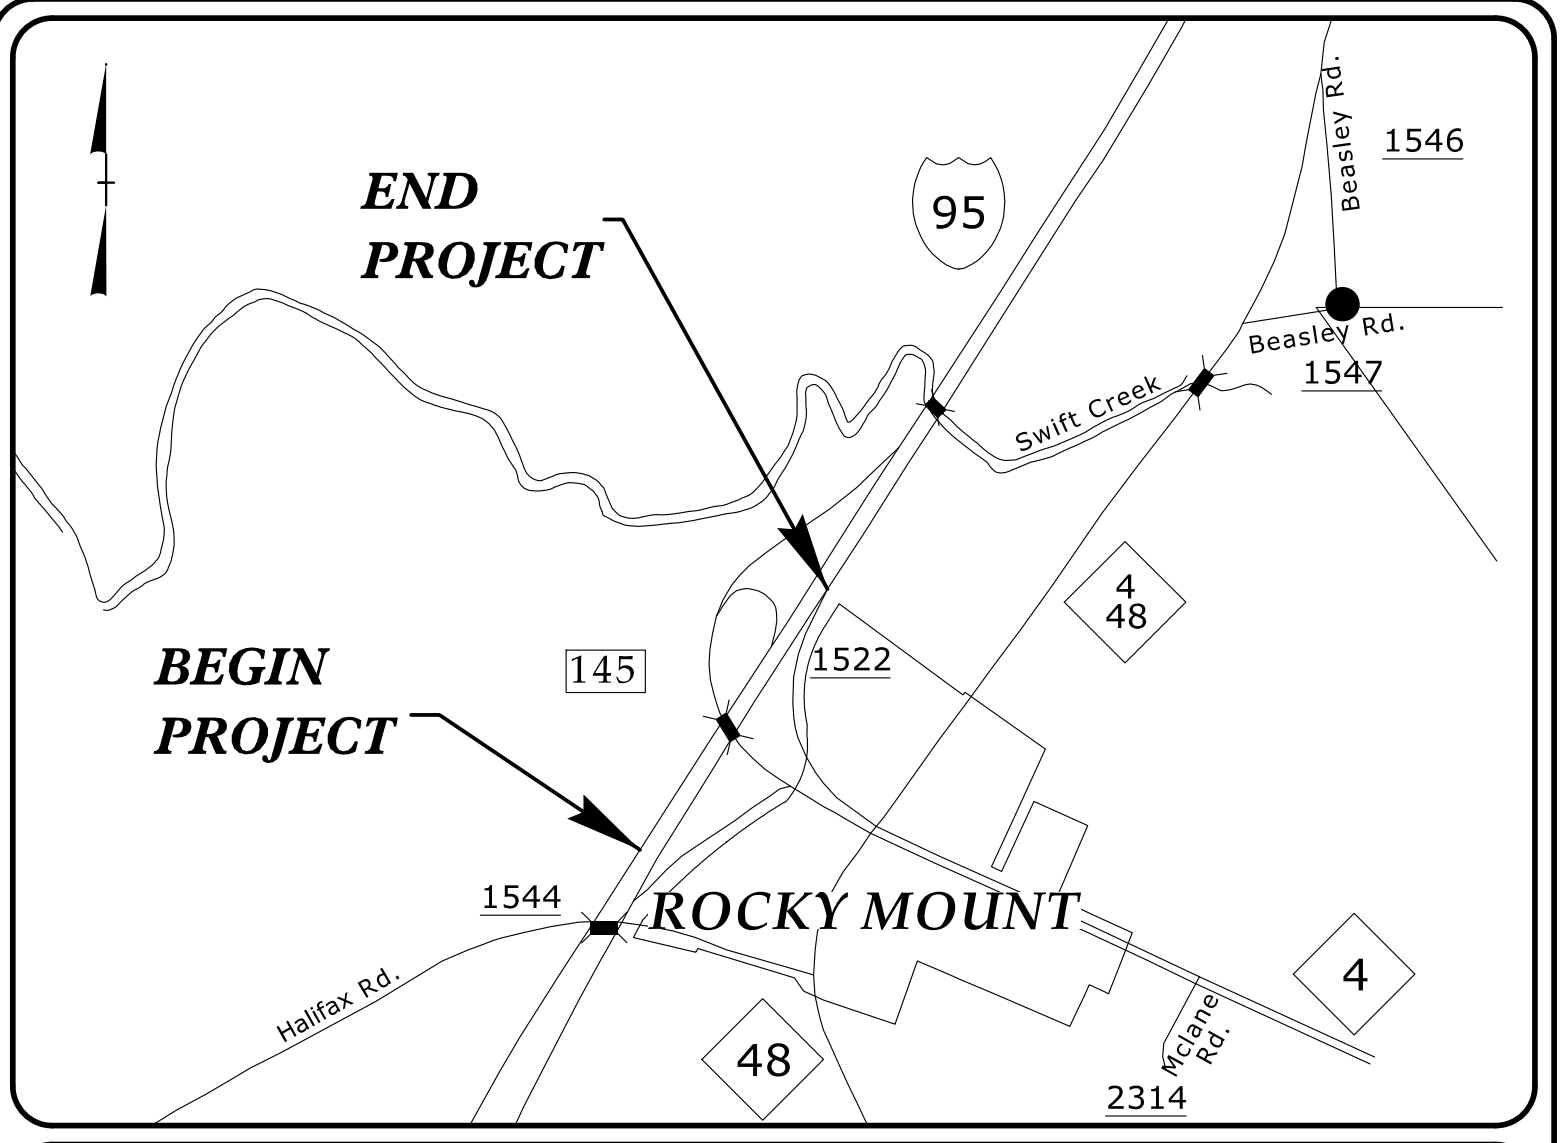 Beasley Rd.
1546
END
PROJECT
95
Beasley Rd.
1547
Swift Creek
4
48
BEGIN
PROJECT
145
1522
1544
ROCKY MOUNT
Halifax Rd.
48
4
Mclane
Rd.
2314